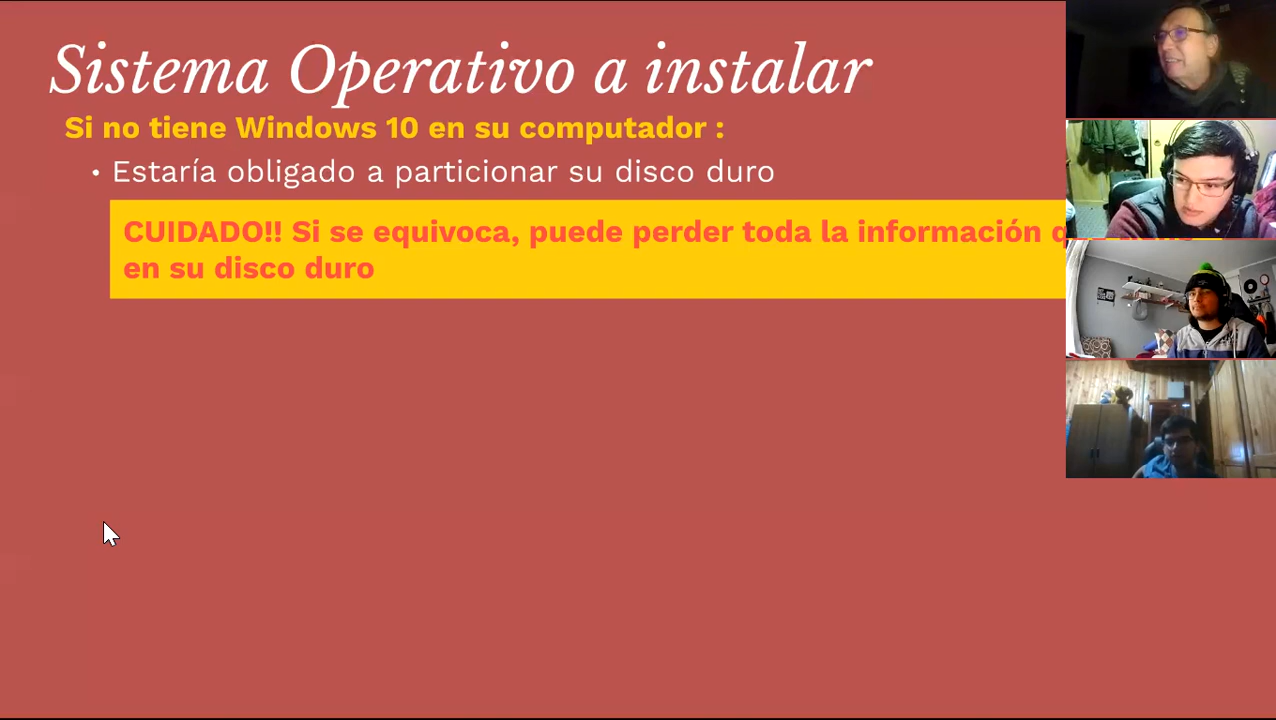 Sistema Operativo a instalar
Si no tiene Windows 10 en su computador :
• Estaría obligado a particionar su disco duro
CUIDADO!! Si se equivoca, puede perder toda la información
en su disco duro